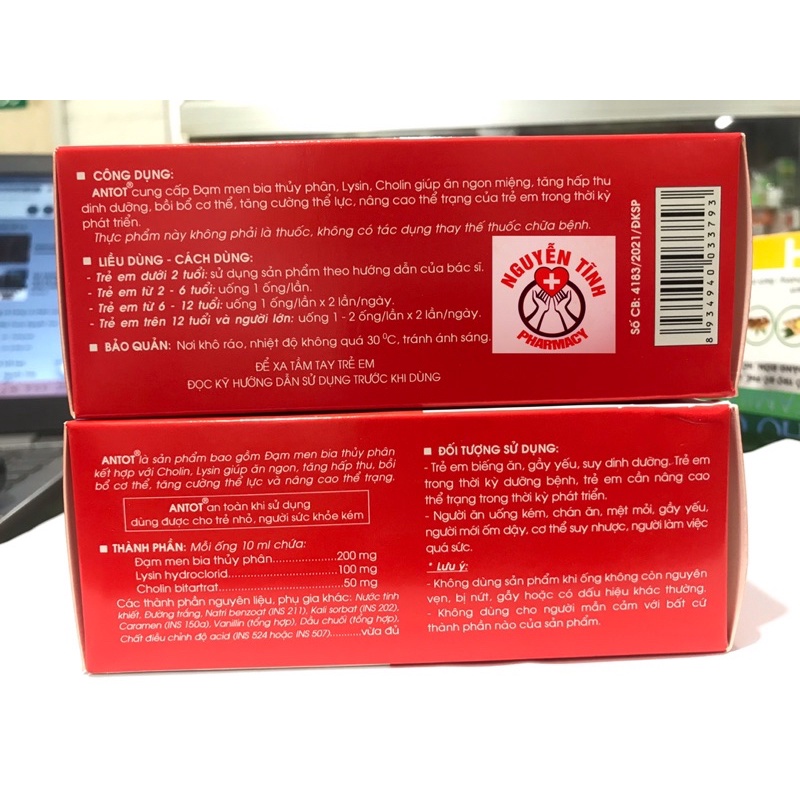 CÔNG DỤNG:
ANTOT® cung cấp Đạm men bia thủy phân, Lysin, Cholin giúp ăn ngon miệng, tăng hấp thu
dinh dưỡng, bồi bổ cơ thể, tăng cường thể lực, nâng cao thể trạng của trẻ em trong thời kỳ
phát triển.
Thực phẩm này không phải là thuốc, không có tác dụng thay thế thuốc chữa bệnh.
LIỀU DÙNG - CÁCH DÙNG:
- Trẻ em dưới 2 tuổi: sử dụng sản phẩm theo hướng dẫn của bác sĩ.
- Trẻ em từ 2 - 6 tuổi: uống 1 ống/lần.
- Trẻ em từ 6 - 12 tuổi: uống 1 ống/lần x 2 lần/ngày.
- Trẻ em trên 12 tuổi và người lớn: uống 1 - 2 ống/lần x 2 lần/ngày.
BẢO QUẢN: Nơi khô ráo, nhiệt độ không quá 30 ⁰C, tránh ánh sáng.
ĐỂ XA TẦM TAY TRẺ EM
ĐỌC KỸ HƯỚNG DẪN SỬ DỤNG TRƯỚC KHI DÙNG
NGUYỄN TĨNH
PHARMACY
Số CB: 4183/2021/ĐKSP
8 934940 033793
ANTOT® là sản phẩm bao gồm Đạm men bia thủy phân
kết hợp với Cholin, Lysin giúp ăn ngon, tăng hấp thu, bồi
bổ cơ thể, tăng cường thể lực và nâng cao thể trạng.
ANTOT® an toàn khi sử dụng
dùng được cho trẻ nhỏ, người sức khỏe kém
THÀNH PHẦN: Mỗi ống 10 ml chứa:
Đạm men bia thủy phân...................200 mg
Lysin hydroclorid..............................100 mg
Cholin bitartrat...................................50 mg
Các thành phần nguyên liệu, phụ gia khác: Nước tinh
khiết, Đường trắng, Natri benzoat (INS 211), Kali sorbat (INS 202),
Caramen (INS 150a), Vanillin (tổng hợp), Dầu chuối (tổng hợp),
Chất điều chỉnh độ acid (INS 524 hoặc INS 507)...........vừa đủ
ĐỐI TƯỢNG SỬ DỤNG:
- Trẻ em biếng ăn, gầy yếu, suy dinh dưỡng. Trẻ em
trong thời kỳ dưỡng bệnh, trẻ em cần nâng cao
thể trạng trong thời kỳ phát triển.
- Người ăn uống kém, chán ăn, mệt mỏi, gầy yếu,
người mới ốm dậy, cơ thể suy nhược, người làm việc
quá sức.
* Lưu ý:
- Không dùng sản phẩm khi ống không còn nguyên
vẹn, bị nứt, gãy hoặc có dấu hiệu khác thường.
- Không dùng cho người mẫn cảm với bất cứ
thành phần nào của sản phẩm.